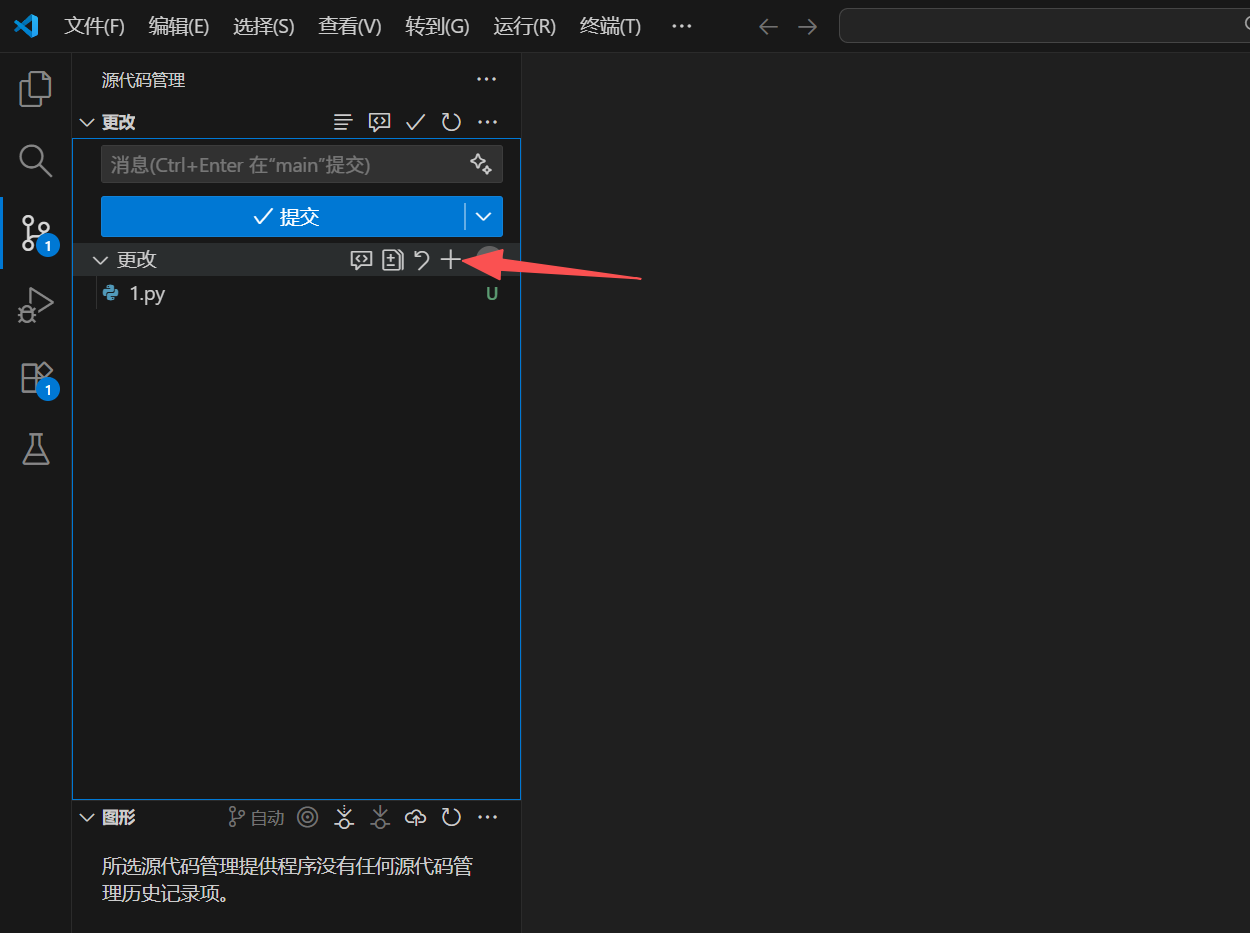 文件(F) 编辑(E) 选择(S) 查看(V) 转到(G) 运行(R) 终端(T) ···
源代码管理
更改
消息(Ctrl+Enter 在“main”提交)
提交
1
更改
1.py U
1
图形 自动
所选源代码管理提供程序没有任何源代码管
理历史记录项。